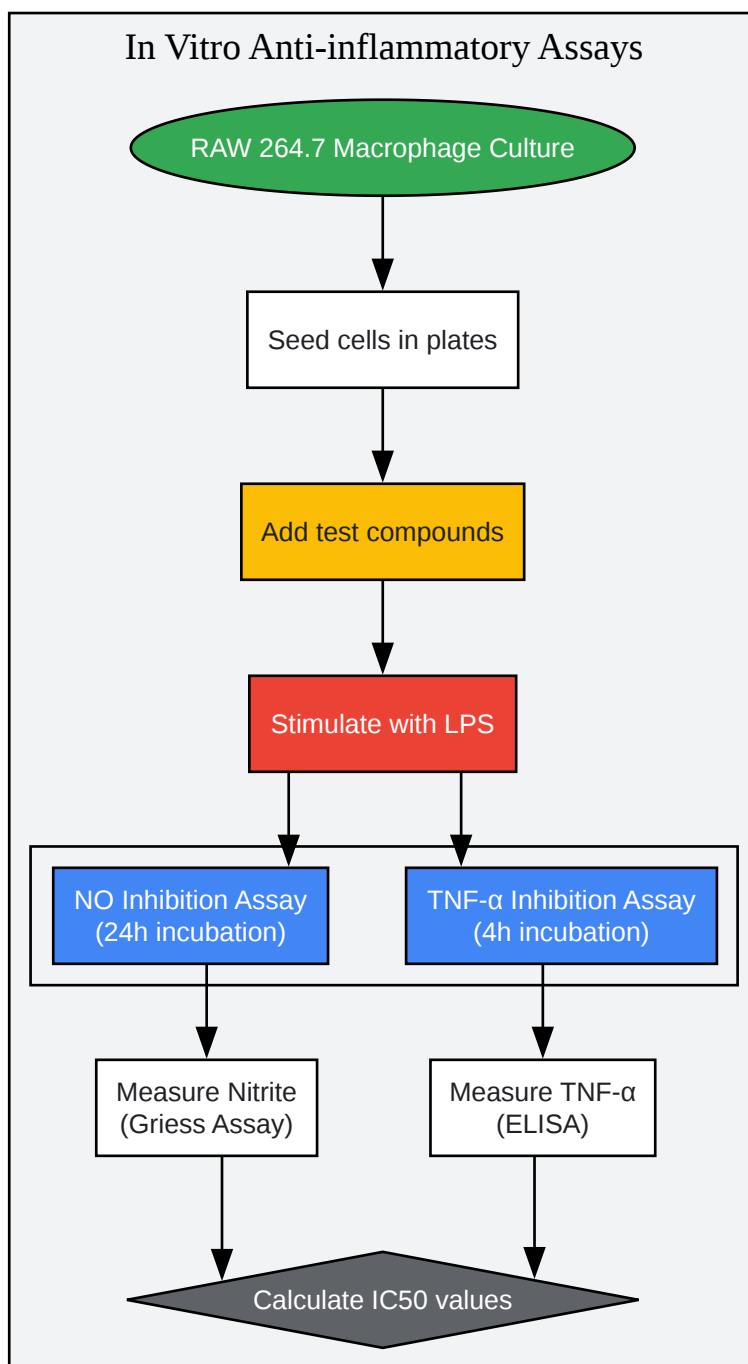 In Vitro Anti-inflammatory Assays
RAW 264.7 Macrophage Culture
Seed cells in plates
Add test compounds
Stimulate with LPS
NO Inhibition Assay
(24h incubation)
TNF-α Inhibition Assay
(4h incubation)
Measure Nitrite
(Griess Assay)
Measure TNF-α
(ELISA)
Calculate IC50 values